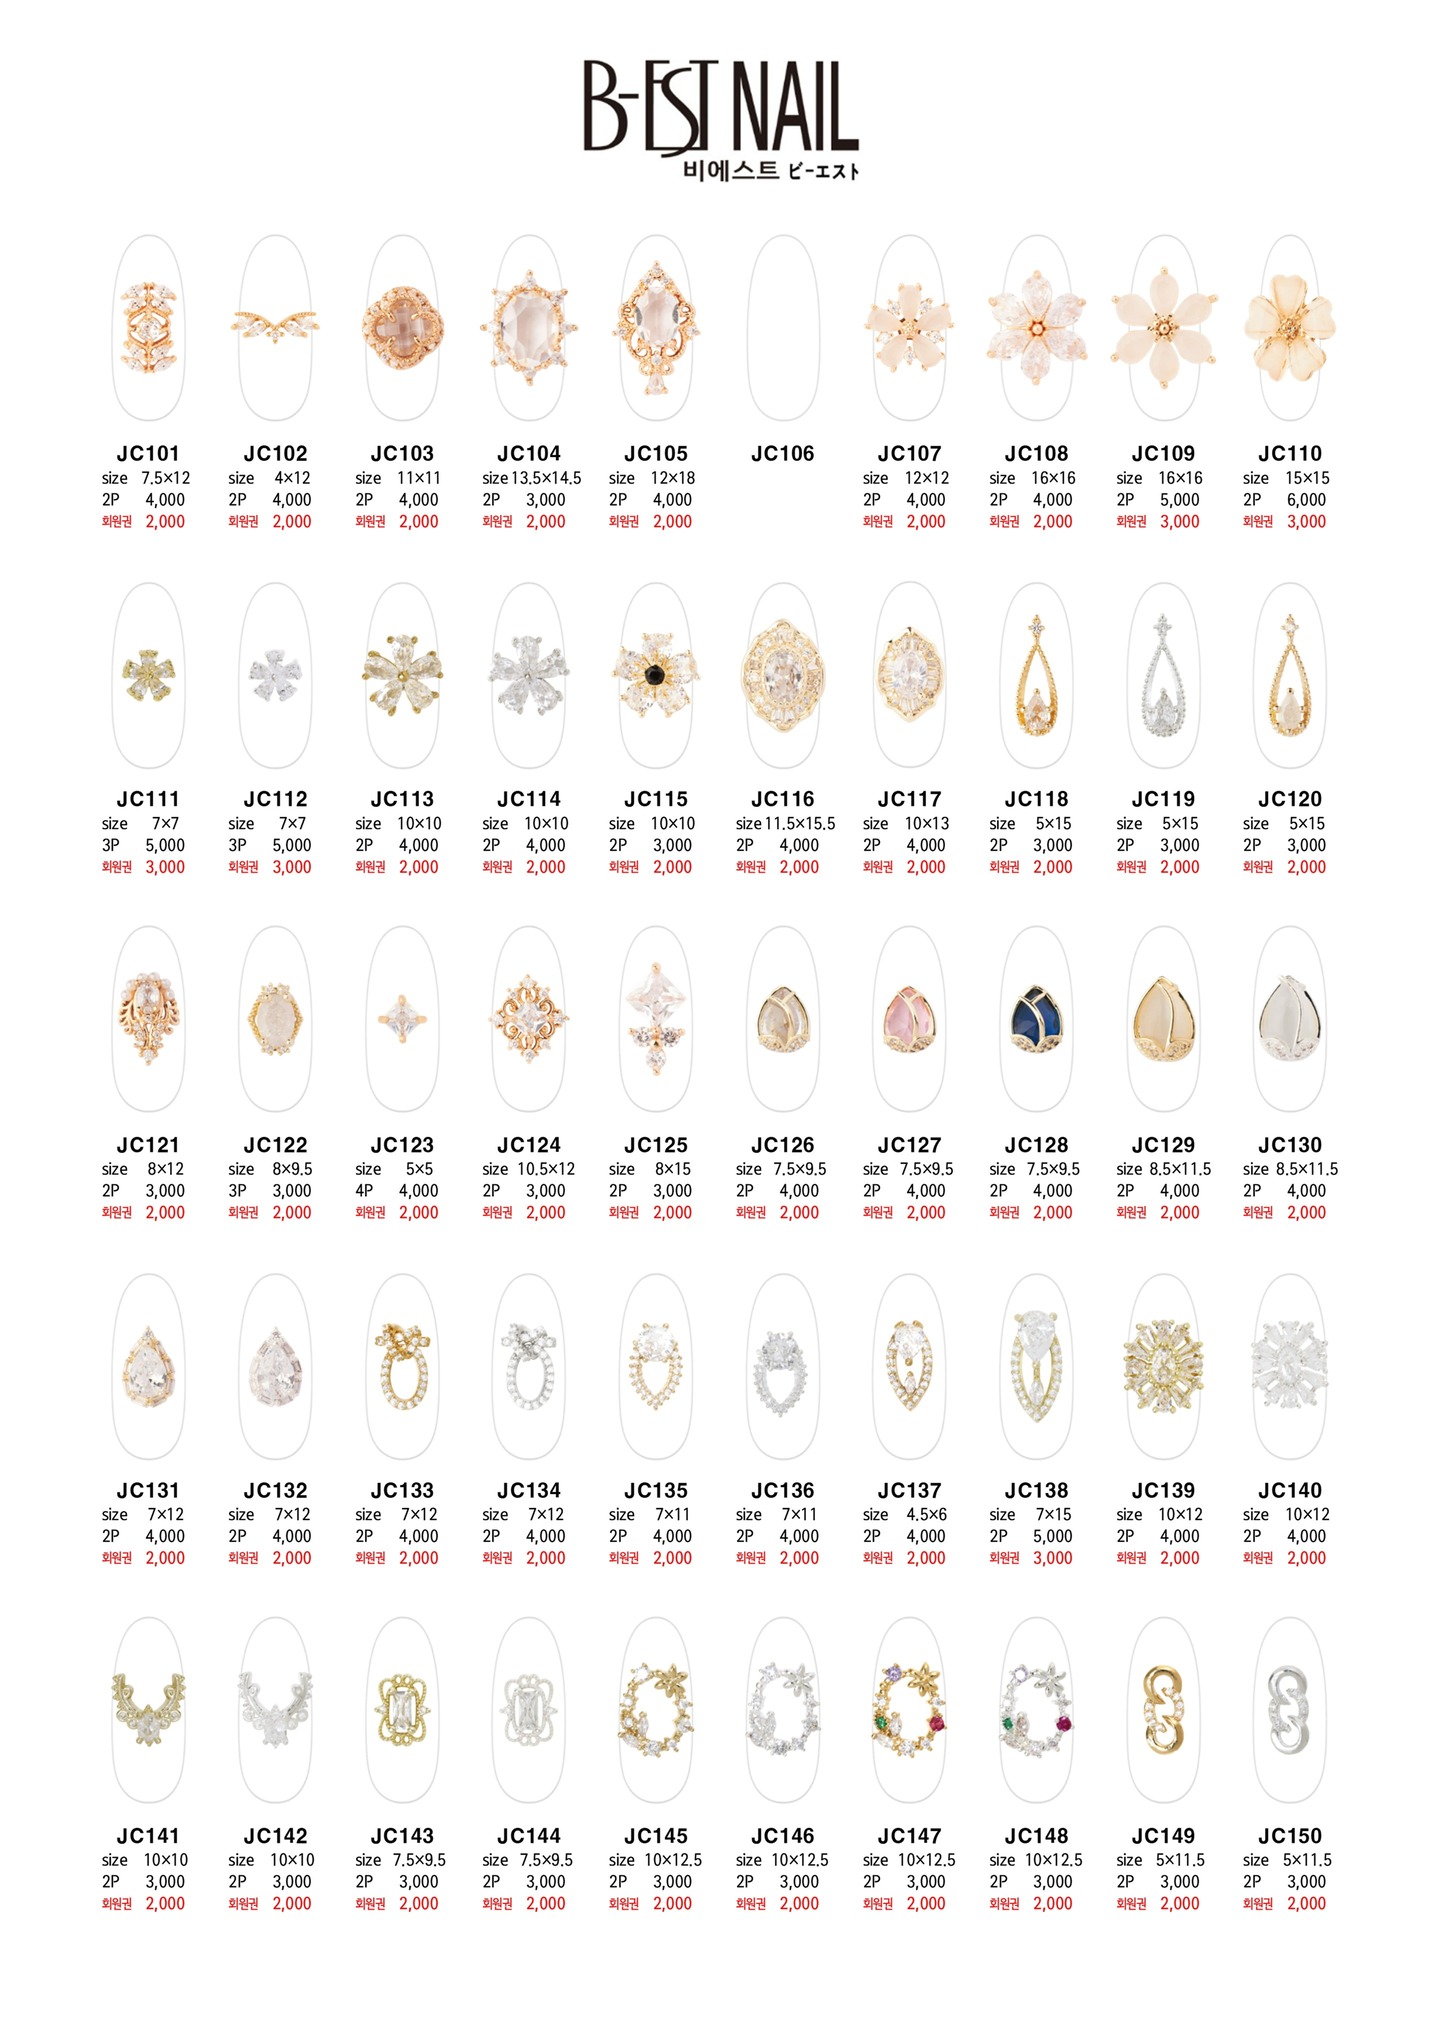 B-EST NAIL
비에스트 ビーエスト
JC101 JC102 JC103 JC104 JC105 JC106 JC107 JC108 JC109 JC110
size 7.5×12 size 4×12 size 11×11 size 13.5×14.5 size 12×18 size 12×12 size 16×16 size 16×16 size 15×15
2P 4,000 2P 4,000 2P 4,000 2P 3,000 2P 4,000 2P 4,000 2P 4,000 2P 5,000 2P 6,000
회원권 2,000 회원권 2,000 회원권 2,000 회원권 2,000 회원권 2,000 회원권 2,000 회원권 2,000 회원권 3,000 회원권 3,000
JC111 JC112 JC113 JC114 JC115 JC116 JC117 JC118 JC119 JC120
size 7×7 size 7×7 size 10×10 size 10×10 size 10×10 size 11.5×15.5 size 10×13 size 5×15 size 5×15 size 5×15
3P 5,000 3P 5,000 2P 4,000 2P 4,000 2P 3,000 2P 4,000 2P 4,000 2P 3,000 2P 3,000 2P 3,000
회원권 3,000 회원권 3,000 회원권 2,000 회원권 2,000 회원권 2,000 회원권 2,000 회원권 2,000 회원권 2,000 회원권 2,000 회원권 2,000
JC121 JC122 JC123 JC124 JC125 JC126 JC127 JC128 JC129 JC130
size 8×12 size 8×9.5 size 5×5 size 10.5×12 size 8×15 size 7.5×9.5 size 7.5×9.5 size 7.5×9.5 size 8.5×11.5 size 8.5×11.5
2P 3,000 3P 3,000 4P 4,000 2P 3,000 2P 3,000 2P 4,000 2P 4,000 2P 4,000 2P 4,000 2P 4,000
회원권 2,000 회원권 2,000 회원권 2,000 회원권 2,000 회원권 2,000 회원권 2,000 회원권 2,000 회원권 2,000 회원권 2,000 회원권 2,000
JC131 JC132 JC133 JC134 JC135 JC136 JC137 JC138 JC139 JC140
size 7×12 size 7×12 size 7×12 size 7×12 size 7×11 size 7×11 size 4.5×6 size 7×15 size 10×12 size 10×12
2P 4,000 2P 4,000 2P 4,000 2P 4,000 2P 4,000 2P 4,000 2P 4,000 2P 5,000 2P 4,000 2P 4,000
회원권 2,000 회원권 2,000 회원권 2,000 회원권 2,000 회원권 2,000 회원권 2,000 회원권 2,000 회원권 3,000 회원권 2,000 회원권 2,000
JC141 JC142 JC143 JC144 JC145 JC146 JC147 JC148 JC149 JC150
size 10×10 size 10×10 size 7.5×9.5 size 7.5×9.5 size 10×12.5 size 10×12.5 size 10×12.5 size 10×12.5 size 5×11.5 size 5×11.5
2P 3,000 2P 3,000 2P 3,000 2P 3,000 2P 3,000 2P 3,000 2P 3,000 2P 3,000 2P 3,000 2P 3,000
회원권 2,000 회원권 2,000 회원권 2,000 회원권 2,000 회원권 2,000 회원권 2,000 회원권 2,000 회원권 2,000 회원권 2,000 회원권 2,000